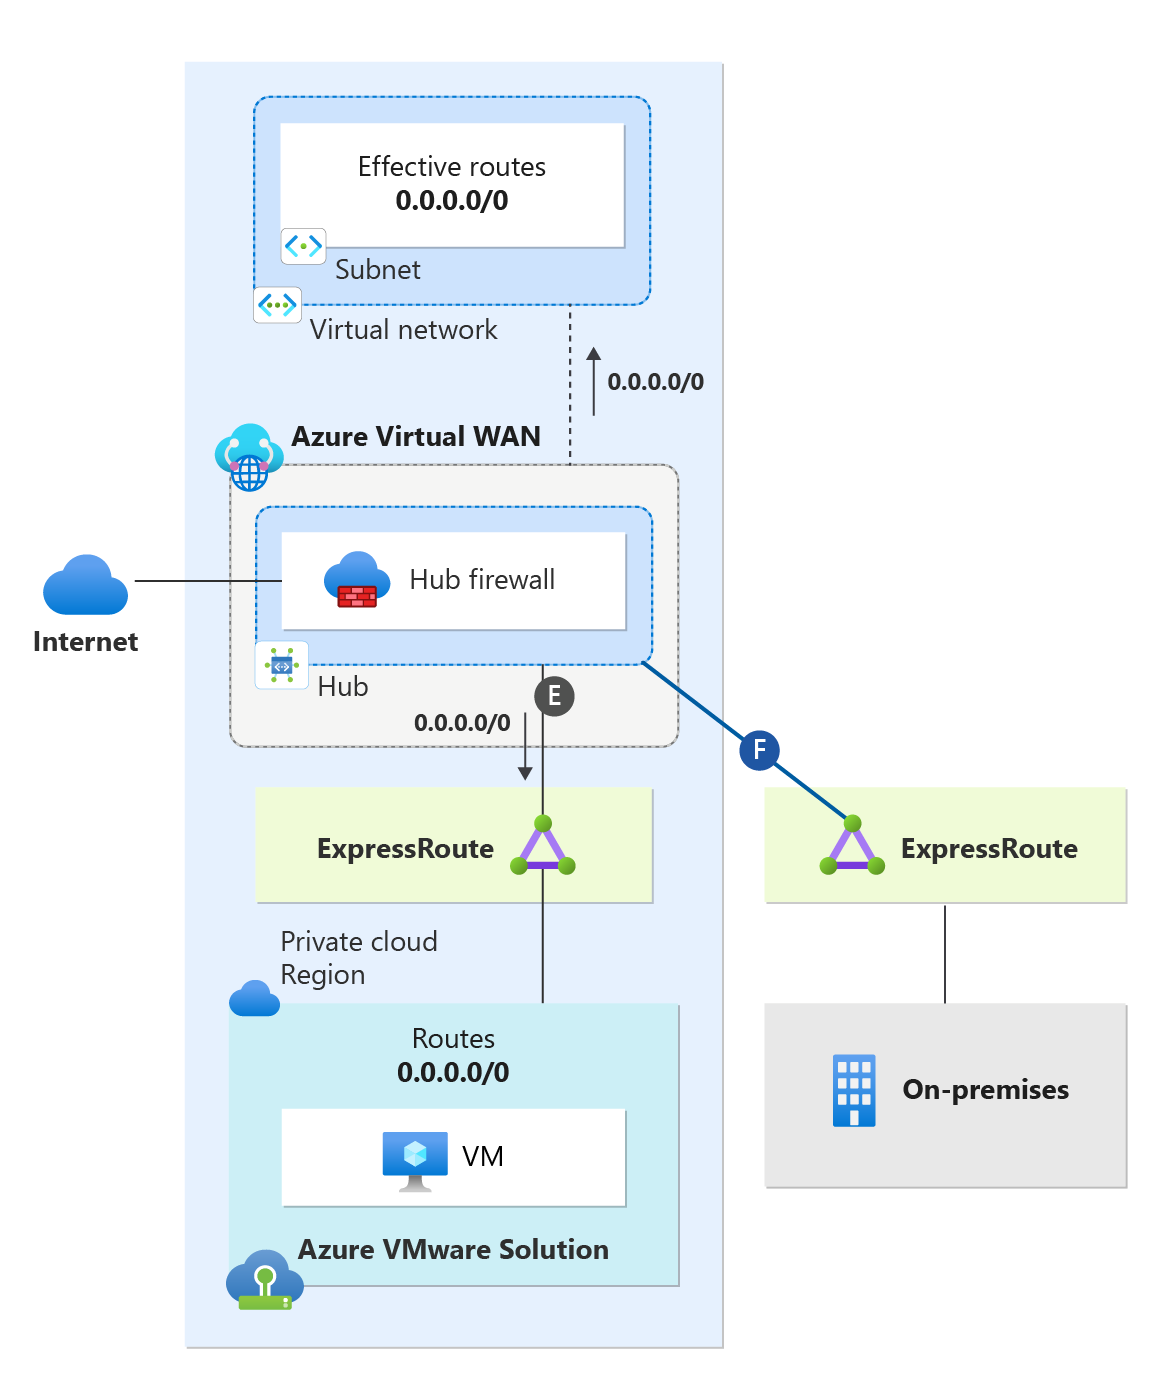 Effective routes
0.0.0.0/0
Subnet
Virtual network
0.0.0.0/0
Azure Virtual WAN
Hub firewall
Internet
Hub
E
0.0.0.0/0
F
ExpressRoute
ExpressRoute
Private cloud
Region
Routes
0.0.0.0/0
On-premises
VM
Azure VMware Solution